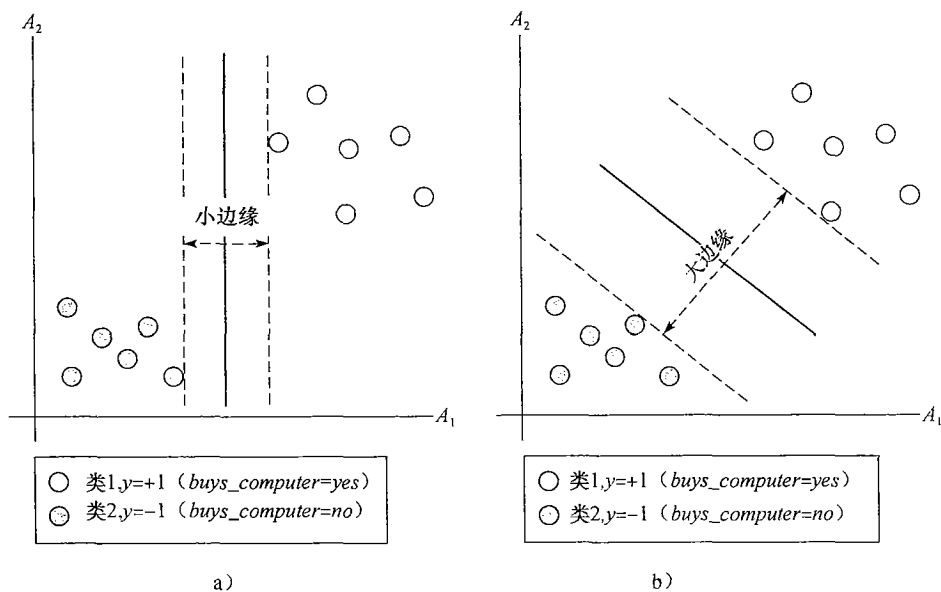 A₂
小边缘
A₁
类1,y=+1（buys_computer=yes）
类2,y=−1（buys_computer=no）
a）
A₂
大边缘
A₁
类1,y=+1（buys_computer=yes）
类2,y=−1（buys_computer=no）
b）